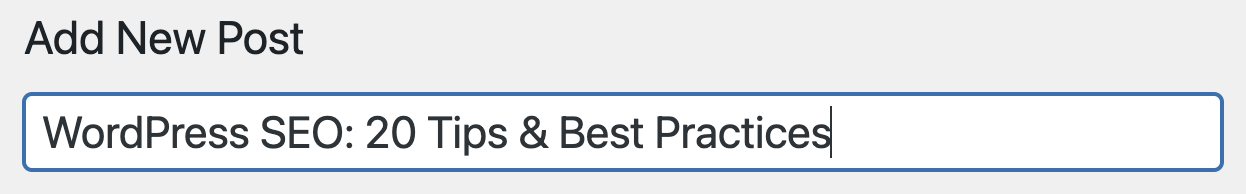 Add New Post
WordPress SEO: 20 Tips & Best Practices